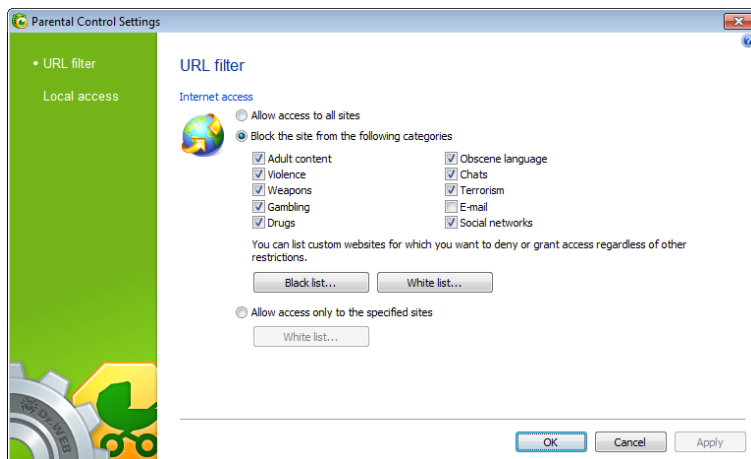 Parental Control Settings
• URL filter
Local access
URL filter
Internet access
Allow access to all sites
Block the site from the following categories
Adult content
Obscene language
Violence
Chats
Weapons
Terrorism
Gambling
E-mail
Drugs
Social networks
You can list custom websites for which you want to deny or grant access regardless of other
restrictions.
Black list...
White list...
Allow access only to the specified sites
White list...
Dr.WEB
OK
Cancel
Apply